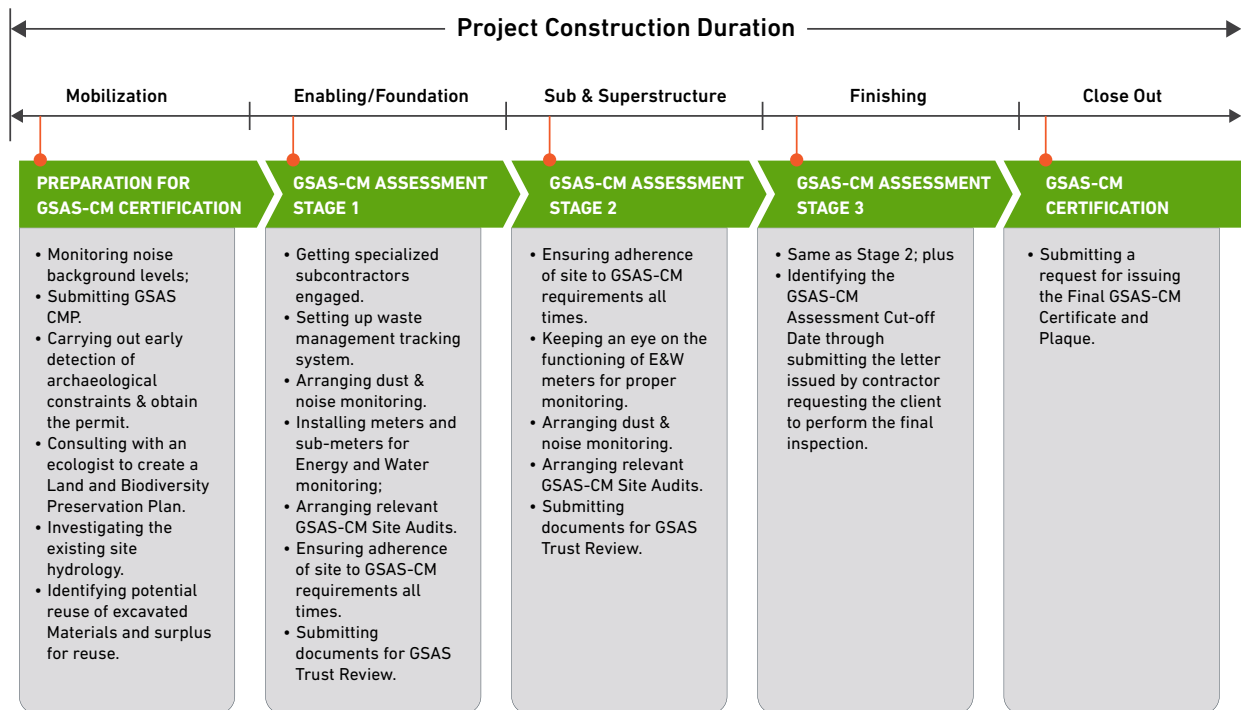 Project Construction Duration
Mobilization
Enabling/Foundation
Sub & Superstructure
Finishing
Close Out
PREPARATION FOR
GSAS-CM CERTIFICATION
• Monitoring noise
background levels;
• Submitting GSAS
CMP.
• Carrying out early
detection of
archaeological
constraints & obtain
the permit.
• Consulting with an
ecologist to create a
Land and Biodiversity
Preservation Plan.
• Investigating the
existing site
hydrology.
• Identifying potential
reuse of excavated
Materials and surplus
for reuse.
GSAS-CM ASSESSMENT
STAGE 1
• Getting specialized
subcontractors
engaged.
• Setting up waste
management tracking
system.
• Arranging dust &
noise monitoring.
• Installing meters and
sub-meters for
Energy and Water
monitoring;
• Arranging relevant
GSAS-CM Site Audits.
• Ensuring adherence
of site to GSAS-CM
requirements all
times.
• Submitting
documents for GSAS
Trust Review.
GSAS-CM ASSESSMENT
STAGE 2
• Ensuring adherence
of site to GSAS-CM
requirements all
times.
• Keeping an eye on the
functioning of E&W
meters for proper
monitoring.
• Arranging dust &
noise monitoring.
• Arranging relevant
GSAS-CM Site Audits.
• Submitting
documents for GSAS
Trust Review.
GSAS-CM ASSESSMENT
STAGE 3
• Same as Stage 2; plus
• Identifying the
GSAS-CM
Assessment Cut-off
Date through
submitting the letter
issued by contractor
requesting the client
to perform the final
inspection.
GSAS-CM
CERTIFICATION
• Submitting a
request for issuing
the Final GSAS-CM
Certificate and
Plaque.